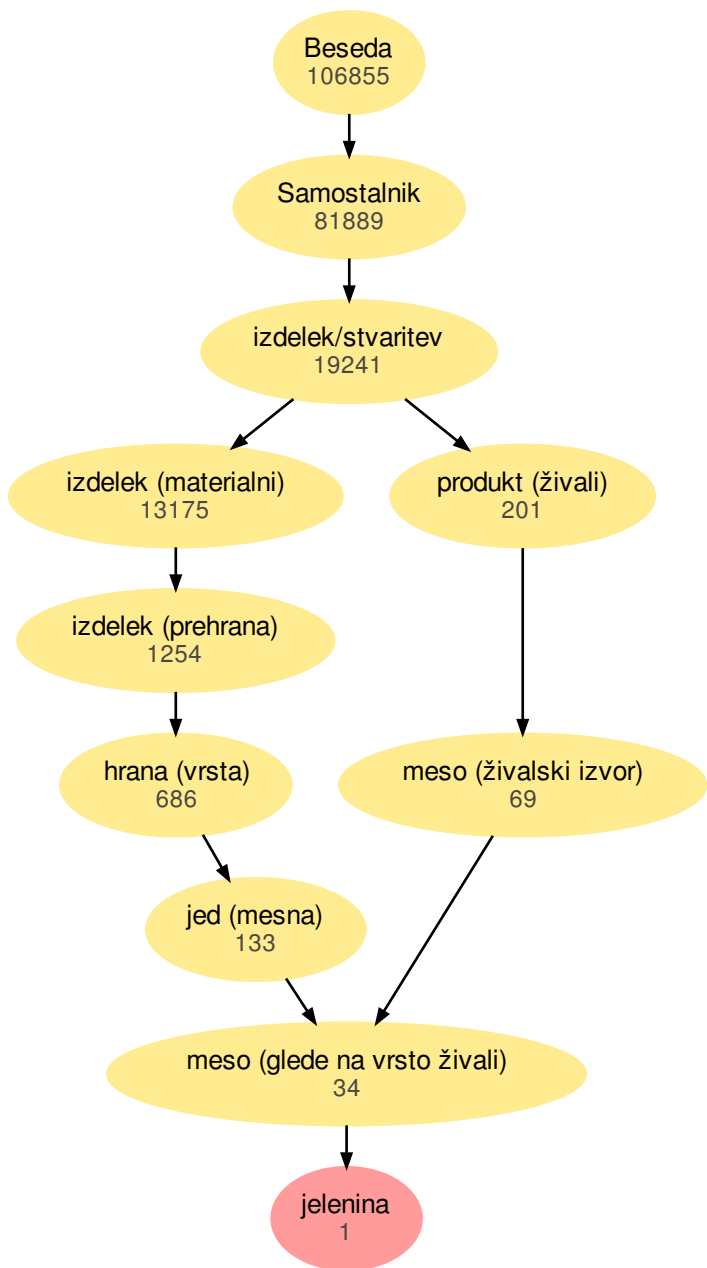 Beseda
106855
Samostalnik
81889
izdelek/stvaritev
19241
izdelek (materialni)
13175
produkt (živali)
201
izdelek (prehrana)
1254
hrana (vrsta)
686
meso (živalski izvor)
69
jed (mesna)
133
meso (glede na vrsto živali)
34
jelenina
1